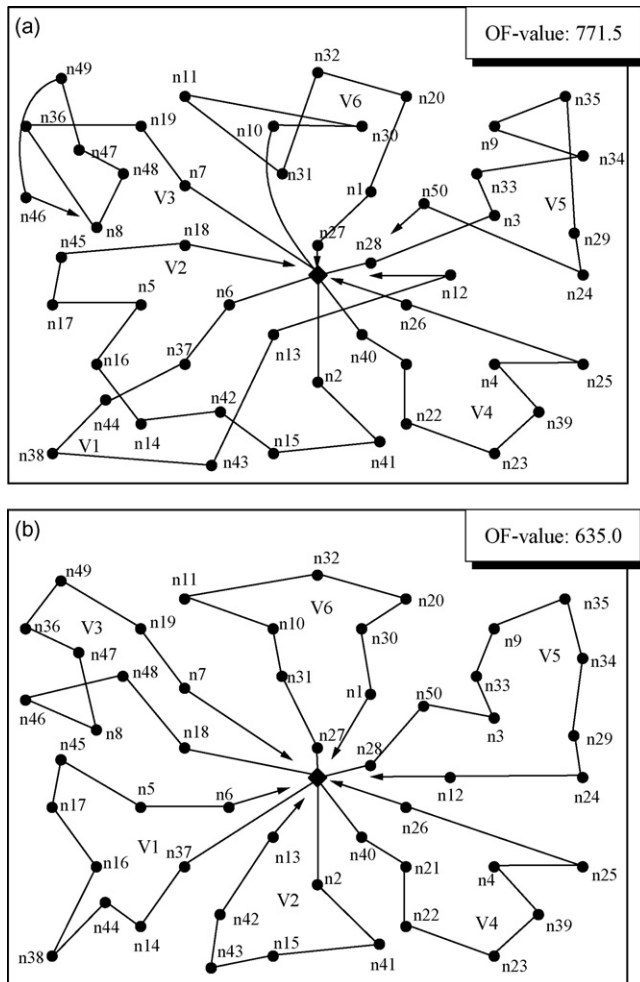 (a)
OF-value: 771.5
n49
n11
n32
n20
n35
n36
n19
n10
V6
n30
n9
n47
n48
n7
n31
n34
n46
n8
V3
n1
n50
n33
n18
n27
n3
V5
n45
V2
n28
n29
n5
n6
n12
n24
n17
n26
n16
n37
n13
n40
n44
n42
n2
n4
n25
n14
n22
V4
n39
n38
V1
n43
n15
n41
n23
(b)
OF-value: 635.0
n49
n11
n32
n20
n35
n36
V3
n19
n10
V6
n30
n9
V5
n47
n34
n48
n7
n31
n33
n46
n1
n50
n8
n18
n3
n45
n27
n28
n29
n5
n6
n12
n24
n17
n26
n16
V1
n37
n13
n40
n21
n4
n25
n2
n44
n42
V2
n22
V4
n39
n14
n38
n43
n15
n41
n23